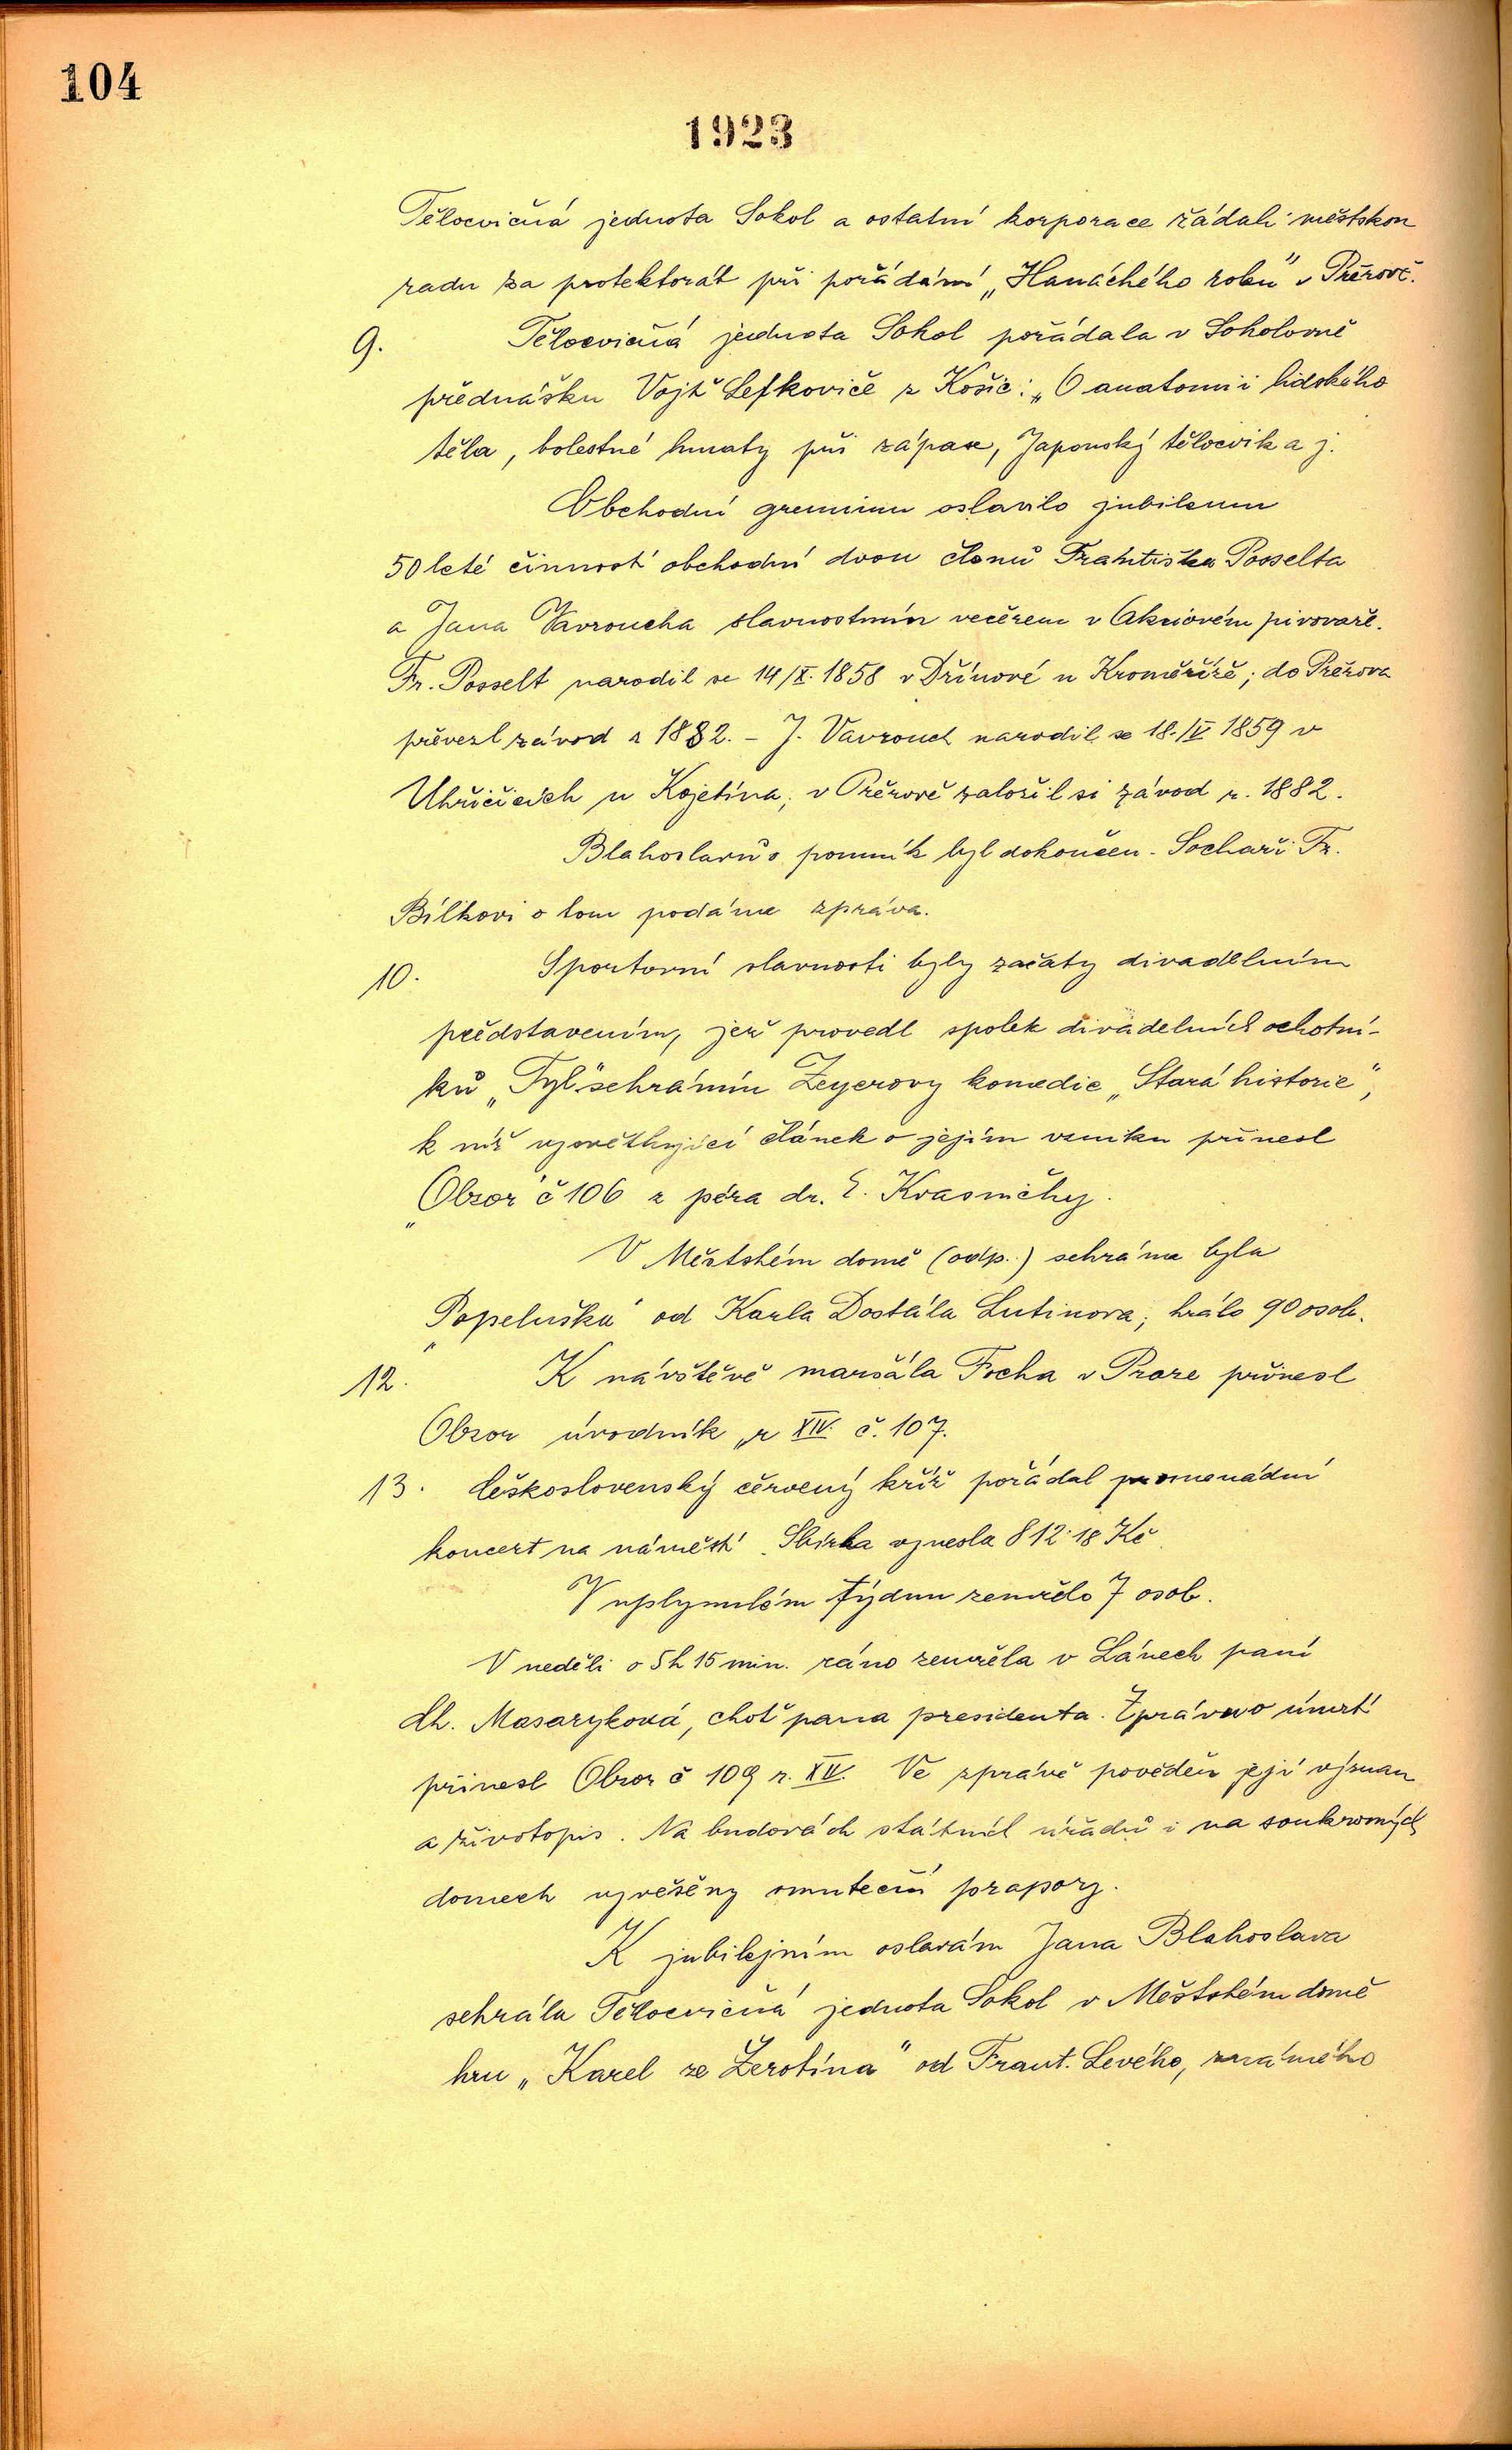 104
1923
Tělocvičná jednota Sokol a ostatní korporace žádali městskou
radu za protektorát při pořádání „Hanáckého roku" v Přerově.
9. Tělocvičná jednota Sokol pořádala v Sokolovně
přednášku Vojt. Lefkoviče z Košic: „O anatomii lidského
těla, bolestné hmaty při zápase, Japonský tělocvik a j.
Obchodní gremium oslavilo jubileum
50 leté činnosti obchodní dvou členů Františka Posselta
a Jana Vavroucha slavnostním večerem v Akciovém pivovaře.
Fr. Posselt narodil se 14/X. 1858 v Dřínové u Kroměříže; do Přerova
převezl závod r 1882. – J. Vavrouch narodil se 18./IV 1859 v
Uhřičicích u Kojetína; v Přerově založil si závod r. 1882.
Blahoslavův pomník byl dokončen. Sochaři Fr.
Bílkovi o tom podána zpráva.
10. Sportovní slavnosti byly začaty divadelním
představením, jež provedl spolek divadelních ochotní-
ků „Tyl" sehráním Zeyerovy komedie „Stará historie",
k níž vysvětlující článek o jejím vzniku přinesl
„Obzor" č 106 z péra dr. E. Krasničky.
V Městském domě (odp.) sehrána byla
„Popeluška" od Karla Dostála Lutinova; hrálo 90 osob.
12. K návštěvě maršála Focha v Praze přinesl
Obzor úvodník „r XIV. č. 107.
13. Československý červený kříž pořádal promenádní
koncert na náměstí. Sbírka vynesla 812·18 Kč
V uplynulém týdnu zemřelo 7 osob.
V neděli o 5h 15 min. ráno zemřela v Lánech paní
Ch. Masaryková, choť pana presidenta. Zprávu o úmrtí
přinesl Obzor č 109 r. XIV. Ve zprávě pověděn její význam
a životopis. Na budovách státních úřadů i na soukromých
domech vyvěšeny smuteční prapory.
K jubilejním oslavám Jana Blahoslava
sehrála Tělocvičná jednota Sokol v Městském domě
hru „Karel ze Žerotína" od Frant. Levého, známého